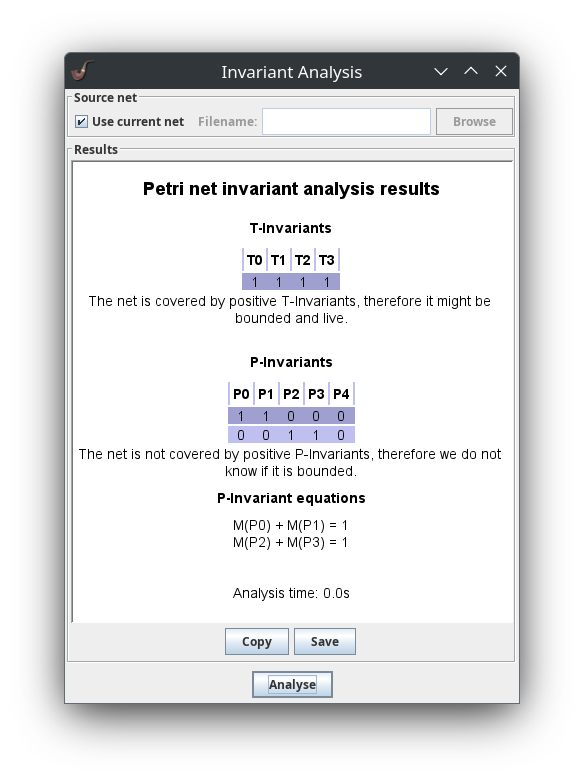 Invariant Analysis
Source net
Use current net Filename: Browse
Results
Petri net invariant analysis results
T-Invariants
T0 T1 T2 T3
1 1 1 1
The net is covered by positive T-Invariants, therefore it might be
bounded and live.
P-Invariants
P0 P1 P2 P3 P4
1 1 0 0 0
0 0 1 1 0
The net is not covered by positive P-Invariants, therefore we do not
know if it is bounded.
P-Invariant equations
M(P0) + M(P1) = 1
M(P2) + M(P3) = 1
Analysis time: 0.0s
Copy Save
Analyse